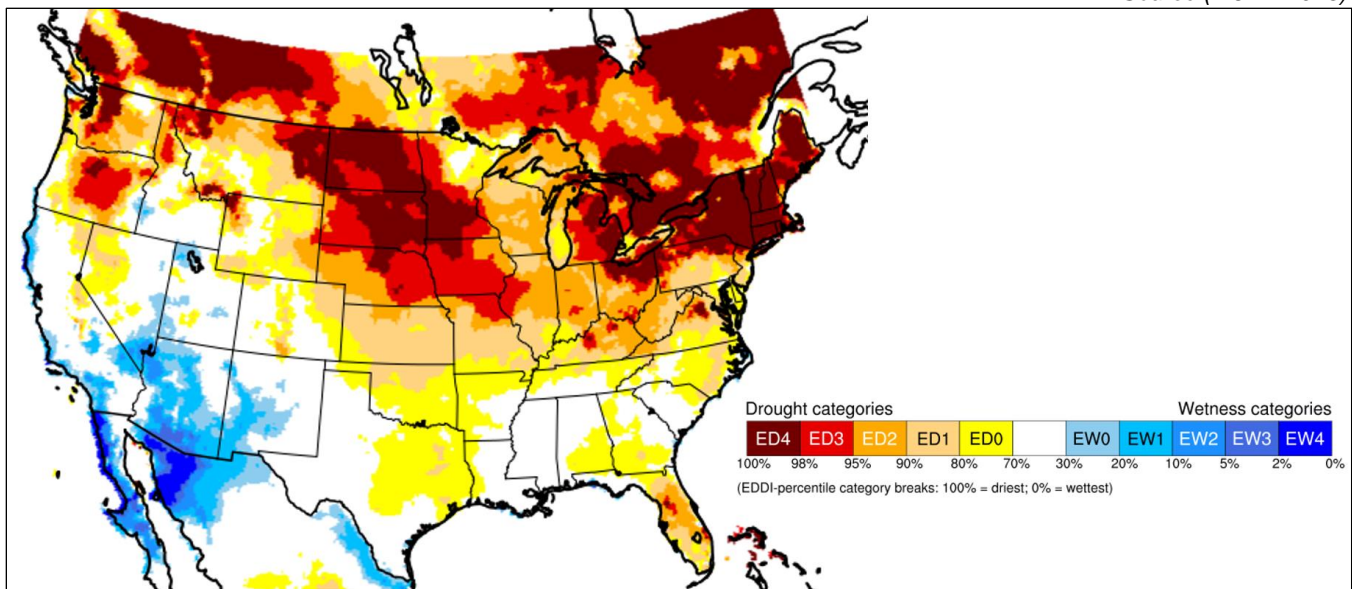 Drought categories Wetness categories
ED4 ED3 ED2 ED1 ED0 EW0 EW1 EW2 EW3 EW4
100% 98% 95% 90% 80% 70% 30% 20% 10% 5% 2% 0%
(EDDI-percentile category breaks: 100% = driest; 0% = wettest)